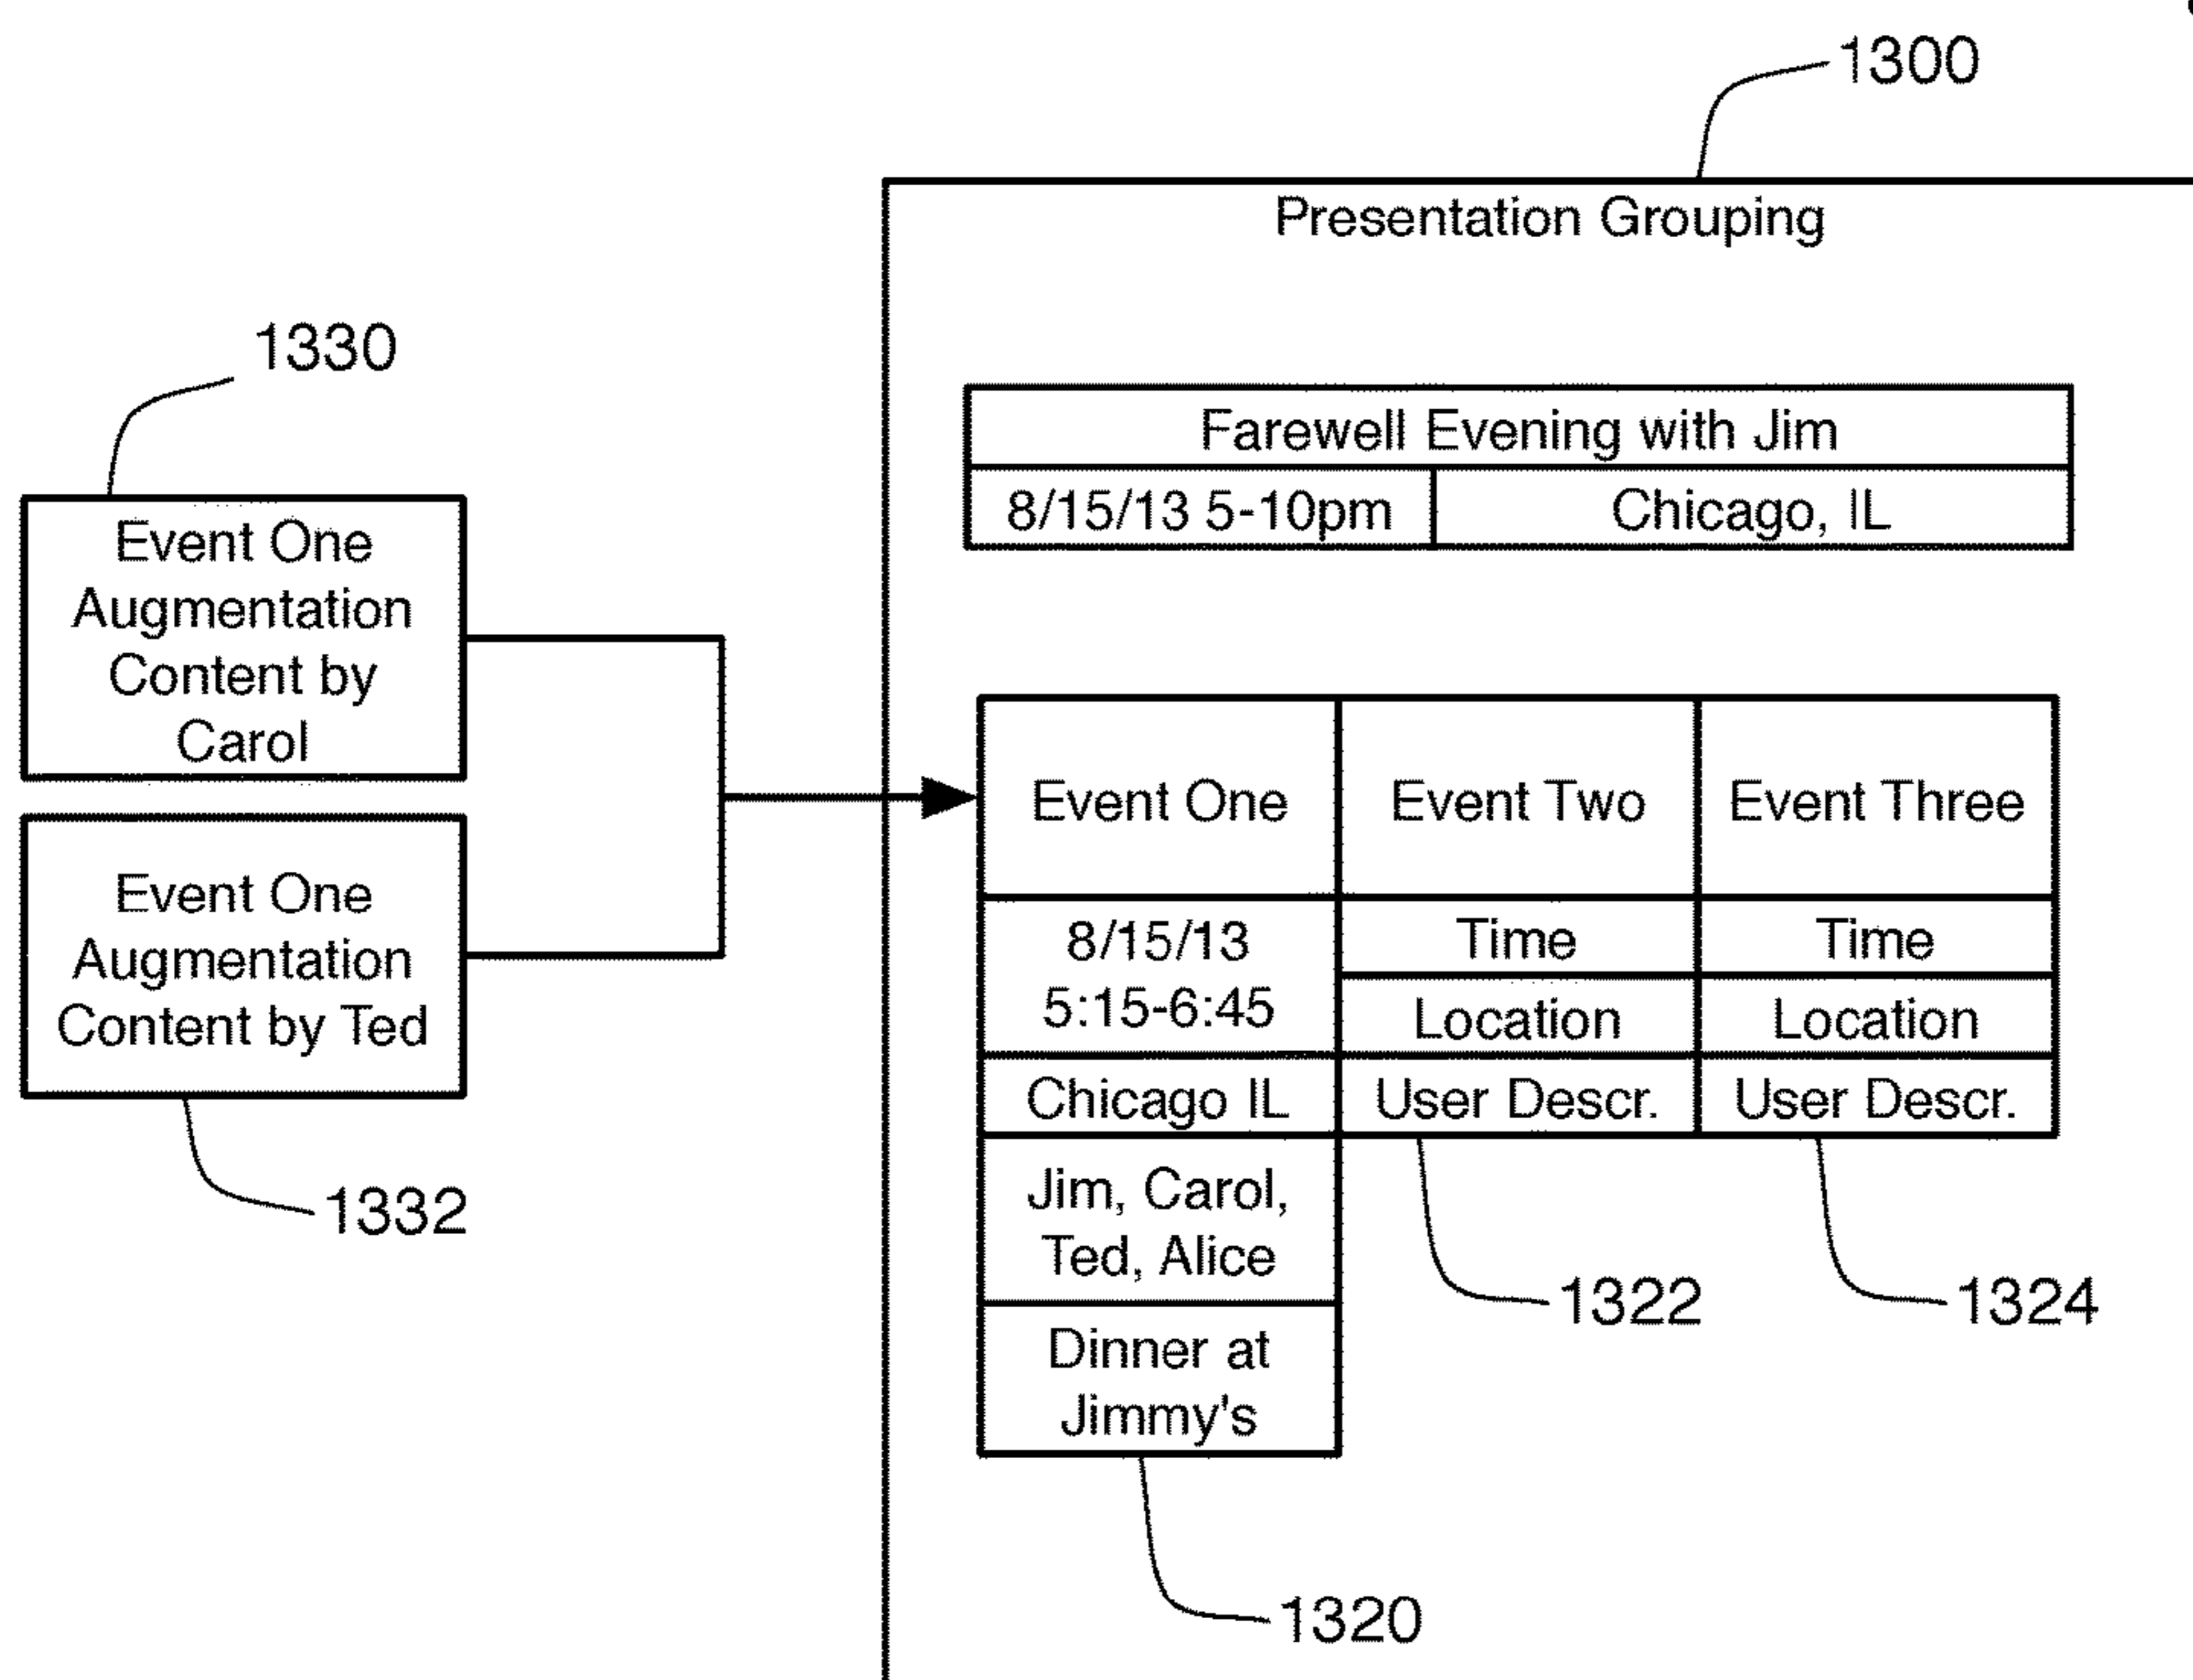 1300
Presentation Grouping
1330
Farewell Evening with Jim
8/15/13 5-10pm
Chicago, IL
Event One
Augmentation
Content by
Carol
Event One
Augmentation
Content by Ted
1332
Event One
Event Two
Event Three
8/15/13
5:15-6:45
Time
Time
Location
Location
Chicago IL
User Descr.
User Descr.
Jim, Carol,
Ted, Alice
Dinner at
Jimmy's
1322
1324
1320